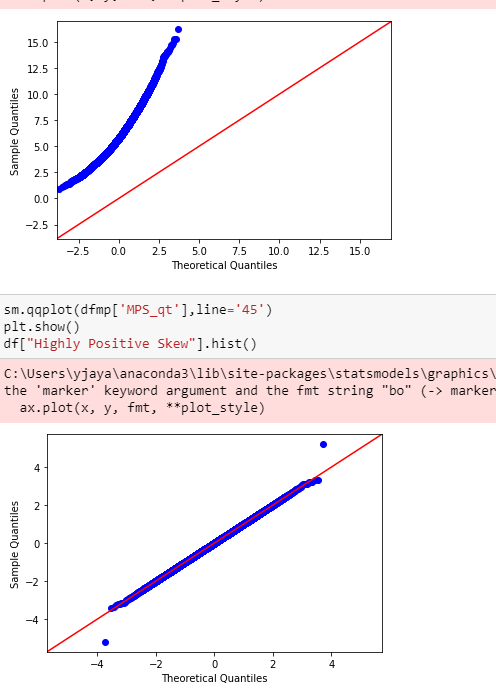 15.0
12.5
10.0
7.5
5.0
2.5
0.0
−2.5
Sample Quantiles
−2.5 0.0 2.5 5.0 7.5 10.0 12.5 15.0
Theoretical Quantiles
sm.qqplot(dfmp['MPS_qt'],line='45')
plt.show()
df["Highly Positive Skew"].hist()
C:\Users\yjaya\anaconda3\lib\site-packages\statsmodels\graphics\
the 'marker' keyword argument and the fmt string "bo" (-> marker
ax.plot(x, y, fmt, **plot_style)
4
2
0
−2
−4
Sample Quantiles
−4 −2 0 2 4
Theoretical Quantiles